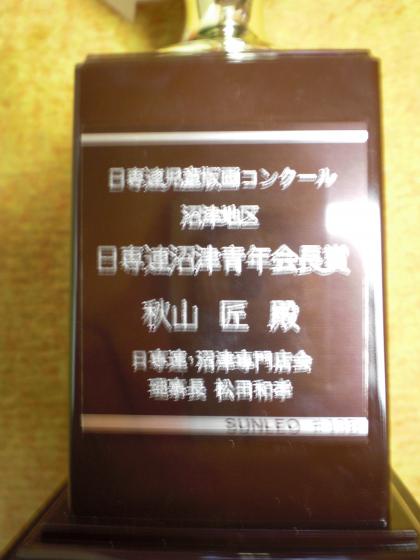 日専連児童版画コンクール
沼津地区
日専連沼津青年会長賞
秋山 匠 殿
日専連・沼津専門店会
理事長 松田和孝
SUNLEO